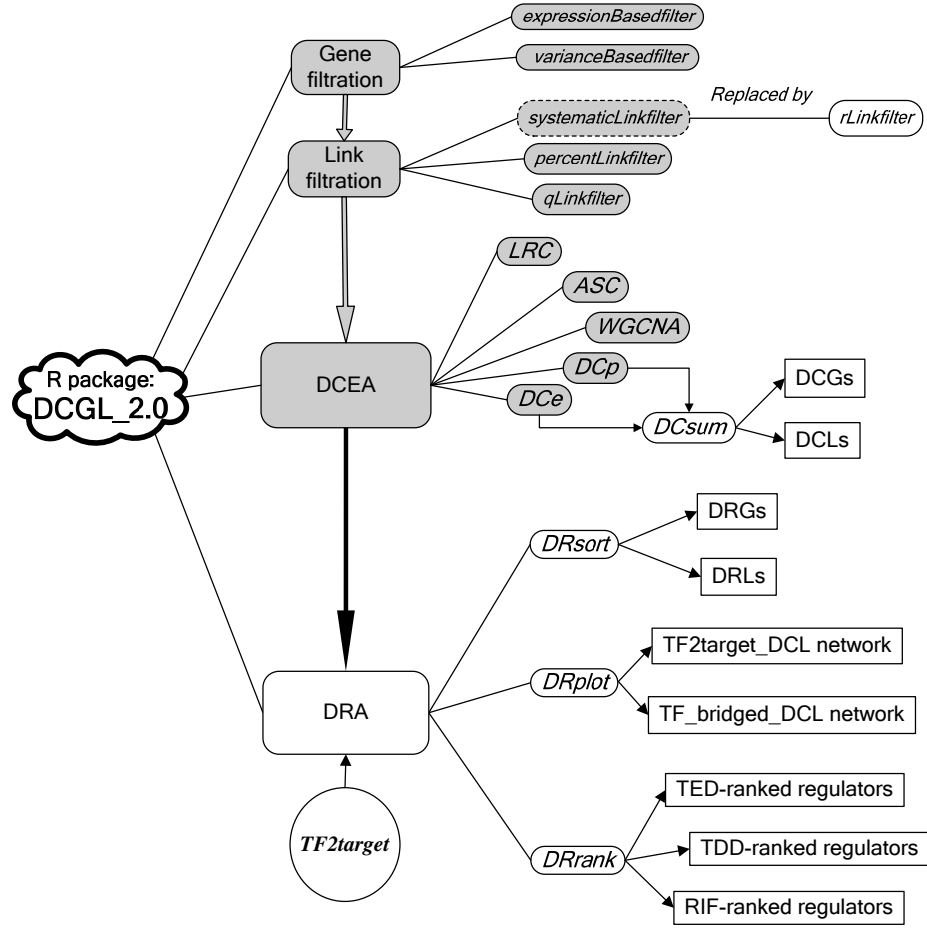 expressionBasedfilter
Gene
filtration
varianceBasedfilter
Replaced by
systematicLinkfilter
rLinkfilter
Link
filtration
percentLinkfilter
qLinkfilter
LRC
ASC
WGCNA
R package:
DCGL_2.0
DCEA
DCp
DCe
DCsum
DCGs
DCLs
DRsort
DRGs
DRLs
DRA
DRplot
TF2target_DCL network
TF_bridged_DCL network
TF2target
DRrank
TED-ranked regulators
TDD-ranked regulators
RIF-ranked regulators